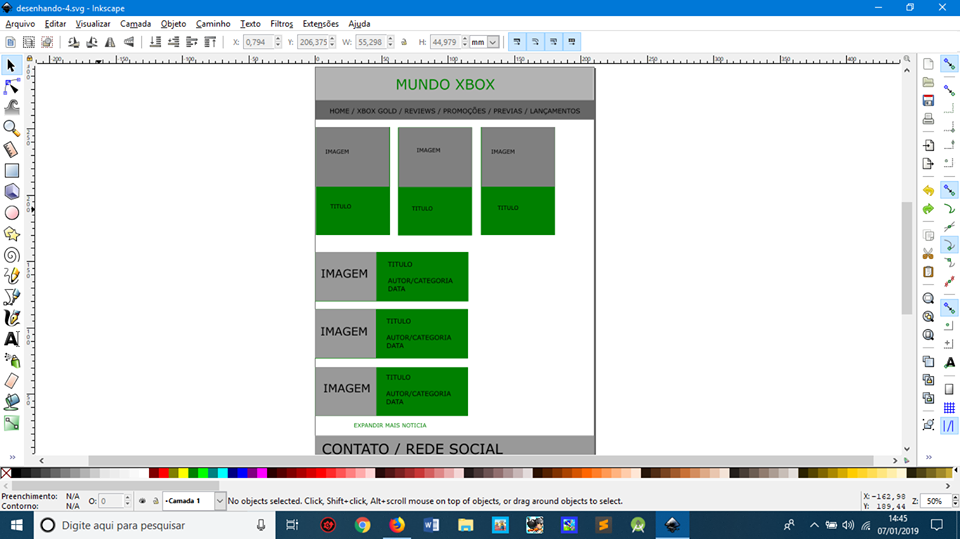 desenhando-4.svg - Inkscape
Arquivo Editar Visualizar Camada Objeto Caminho Texto Filtros Extensões Ajuda
X: 0,794 Y: 206,375 W: 55,298 H: 44,979 mm
MUNDO XBOX
HOME / XBOX GOLD / REVIEWS / PROMOÇÕES / PREVIAS / LANÇAMENTOS
IMAGEM IMAGEM IMAGEM
TITULO TITULO TITULO
IMAGEM
TITULO
AUTOR/CATEGORIA
DATA
IMAGEM
TITULO
AUTOR/CATEGORIA
DATA
IMAGEM
TITULO
AUTOR/CATEGORIA
DATA
EXPANDIR MAIS NOTICIA
CONTATO / REDE SOCIAL
Preenchimento: N/A
Contorno: N/A
O: 0
-Camada 1
No objects selected. Click, Shift+click, Alt+scroll mouse on top of objects, or drag around objects to select.
X: -162,98
Y: 189,44
Z: 50%
Digite aqui para pesquisar
14:45
07/01/2019